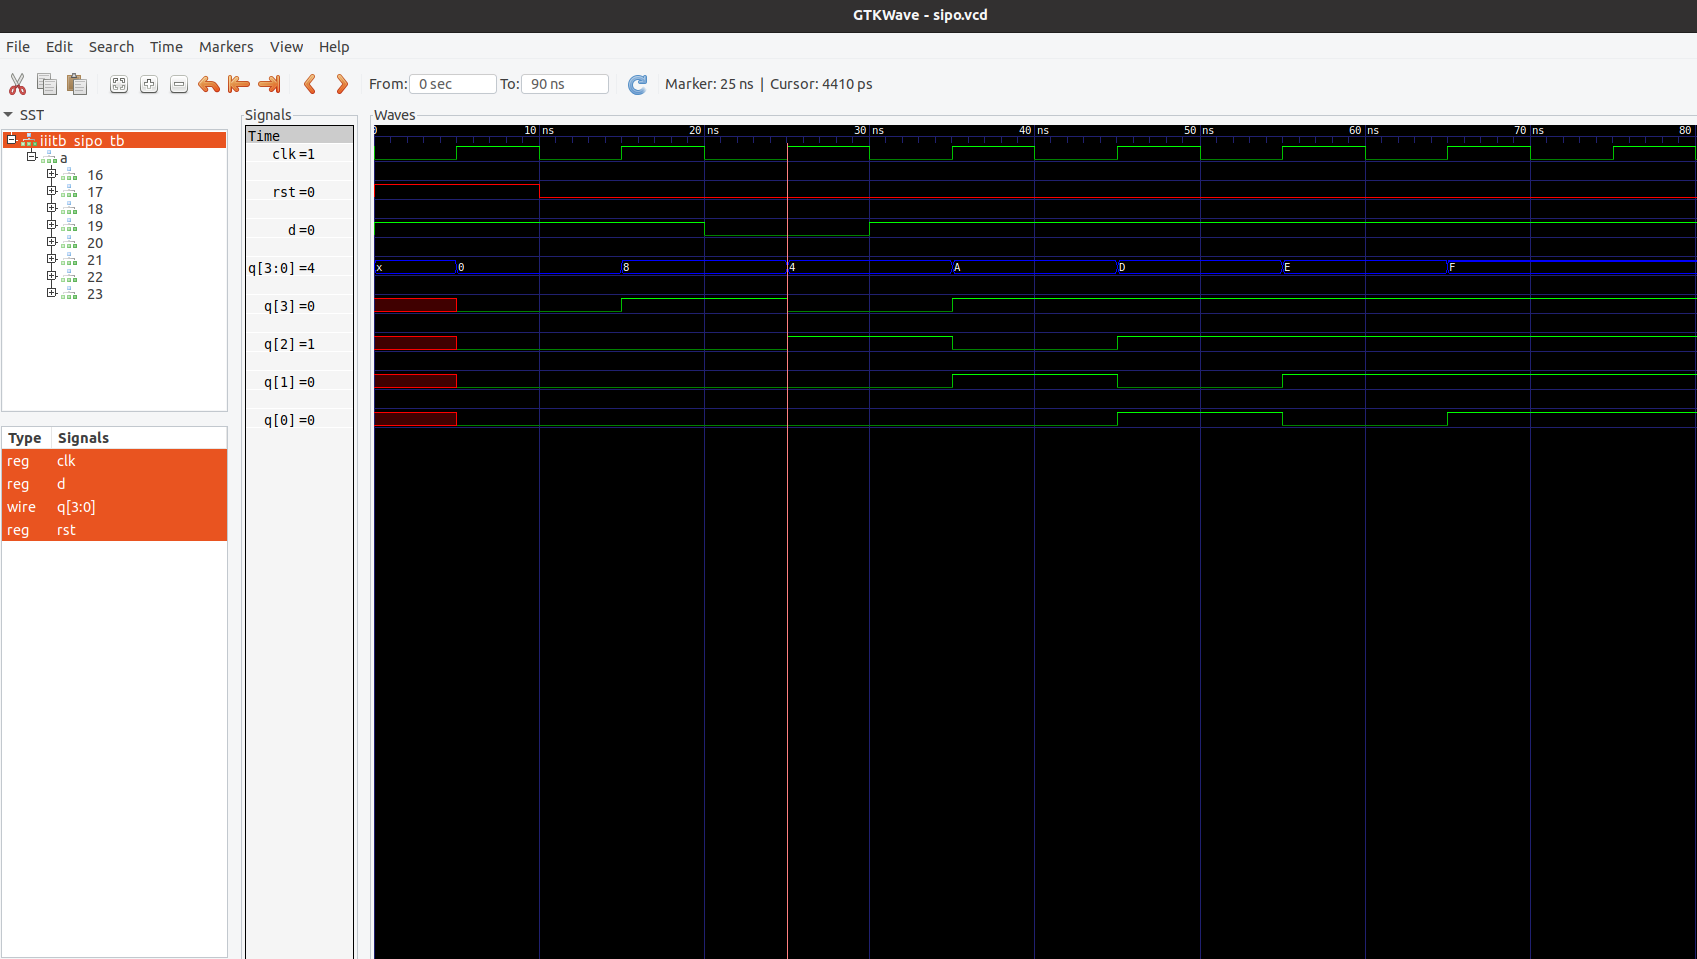 GTKWave - sipo.vcd
File Edit Search Time Markers View Help
From: 0 sec To: 90 ns Marker: 25 ns | Cursor: 4410 ps
SST
iiitb_sipo_tb
a
16
17
18
19
20
21
22
23
Type Signals
reg clk
reg d
wire q[3:0]
reg rst
Signals
Time
clk=1
rst=0
d=0
q[3:0]=4
q[3]=0
q[2]=1
q[1]=0
q[0]=0
Waves
0 10 ns 20 ns 30 ns 40 ns 50 ns 60 ns 70 ns 80
x 0 8 4 A D E F